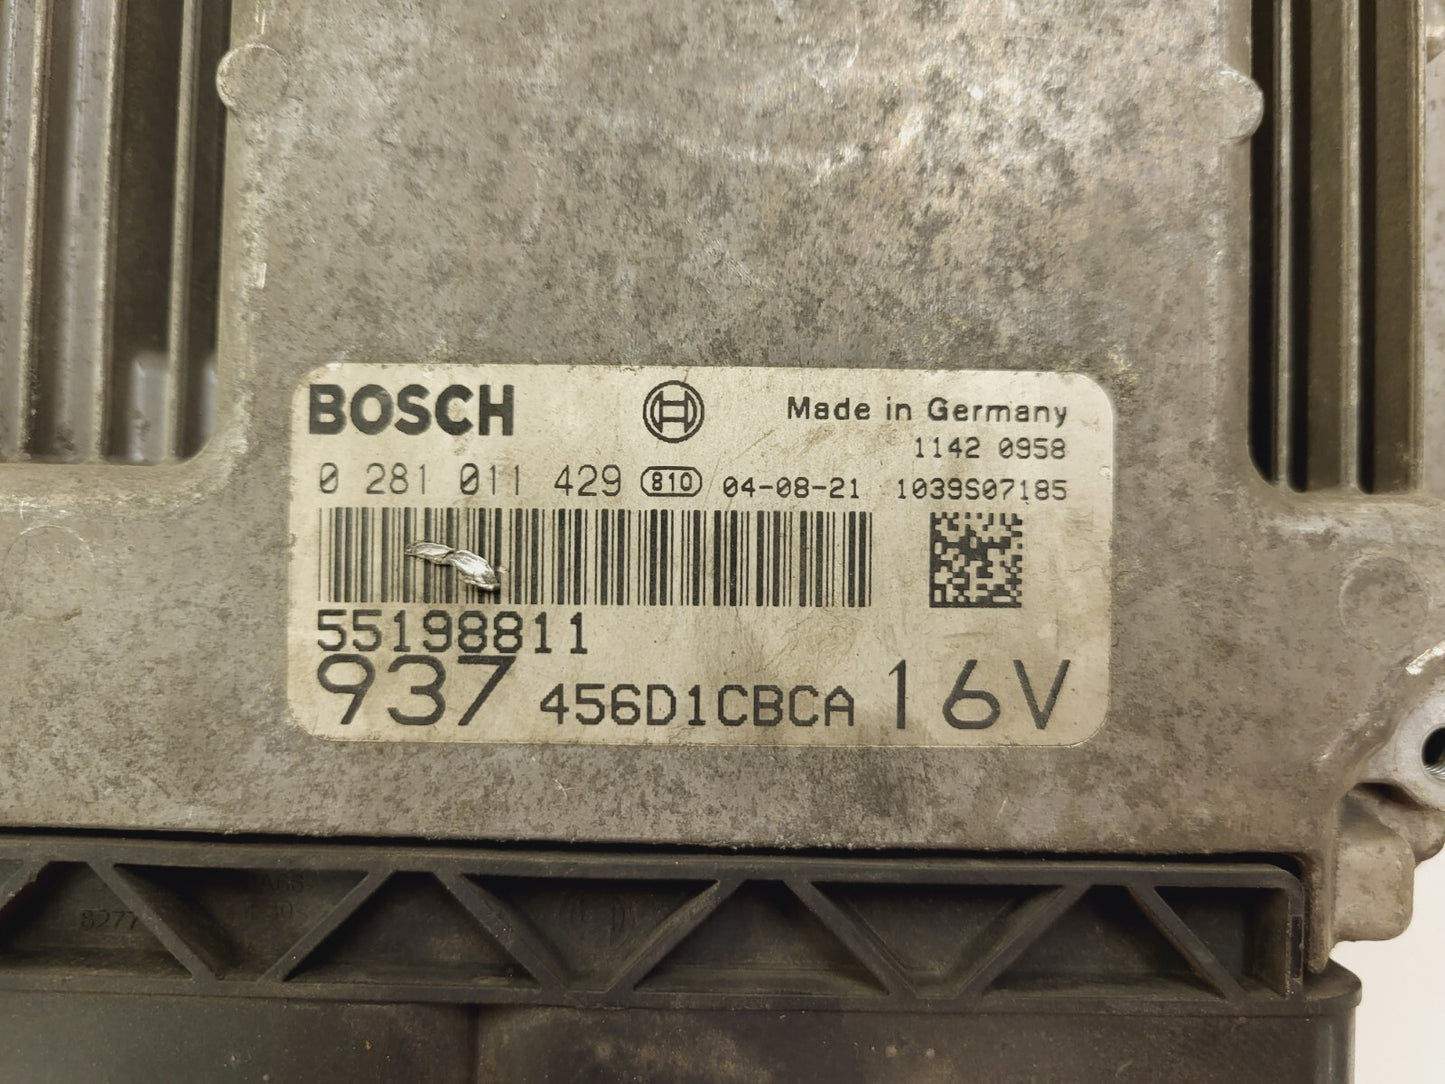 BOSCH
Made in Germany
1142 0958
0 281 011 429 810 04-08-21 1039S07185
55198811
937 456D1CBCA 16V
8277